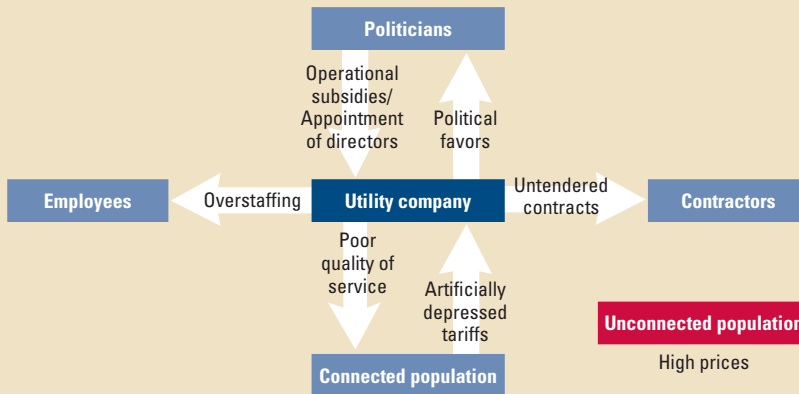 Politicians
Operational
subsidies/
Appointment
of directors
Political
favors
Employees
Overstaffing
Utility company
Untendered
contracts
Contractors
Poor
quality of
service
Artificially
depressed
tariffs
Unconnected population
High prices
Connected population